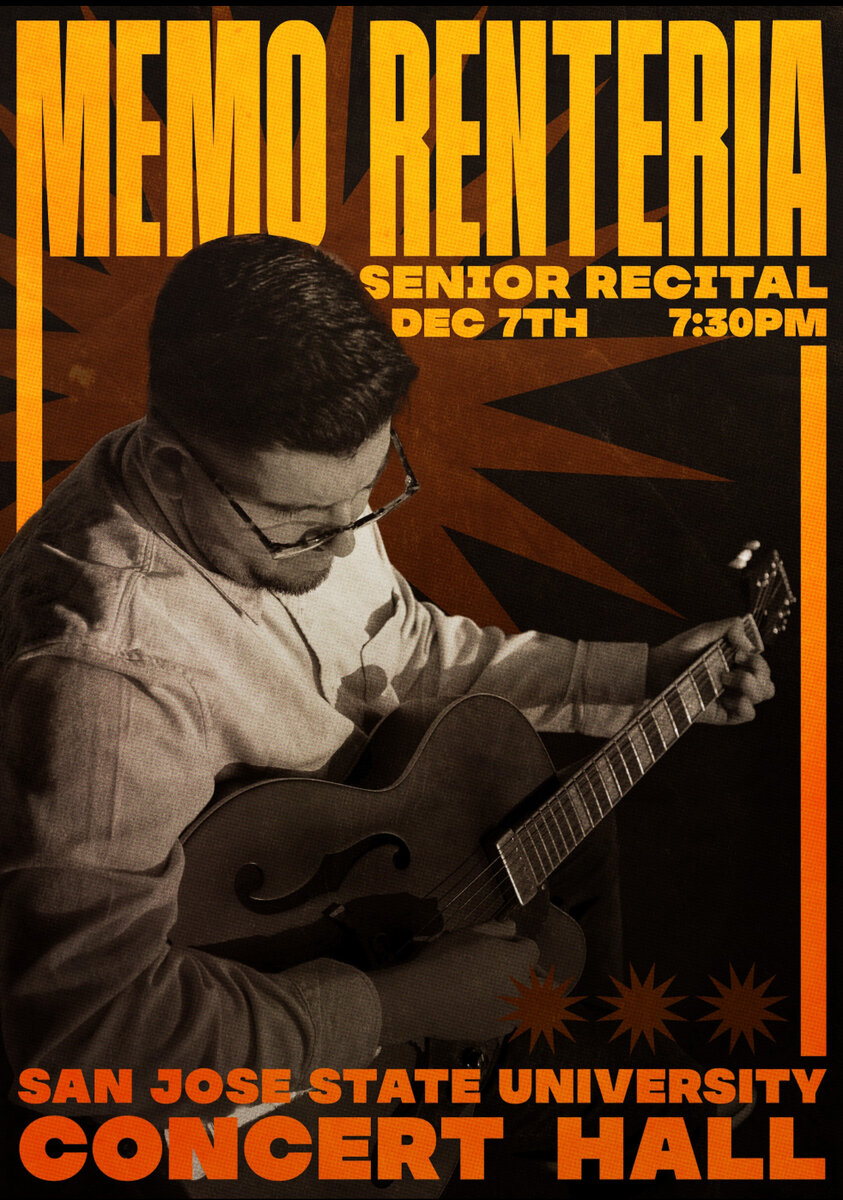 MEMO RENTERIA
SENIOR RECITAL
DEC 7TH 7:30PM
SAN JOSE STATE UNIVERSITY
CONCERT HALL